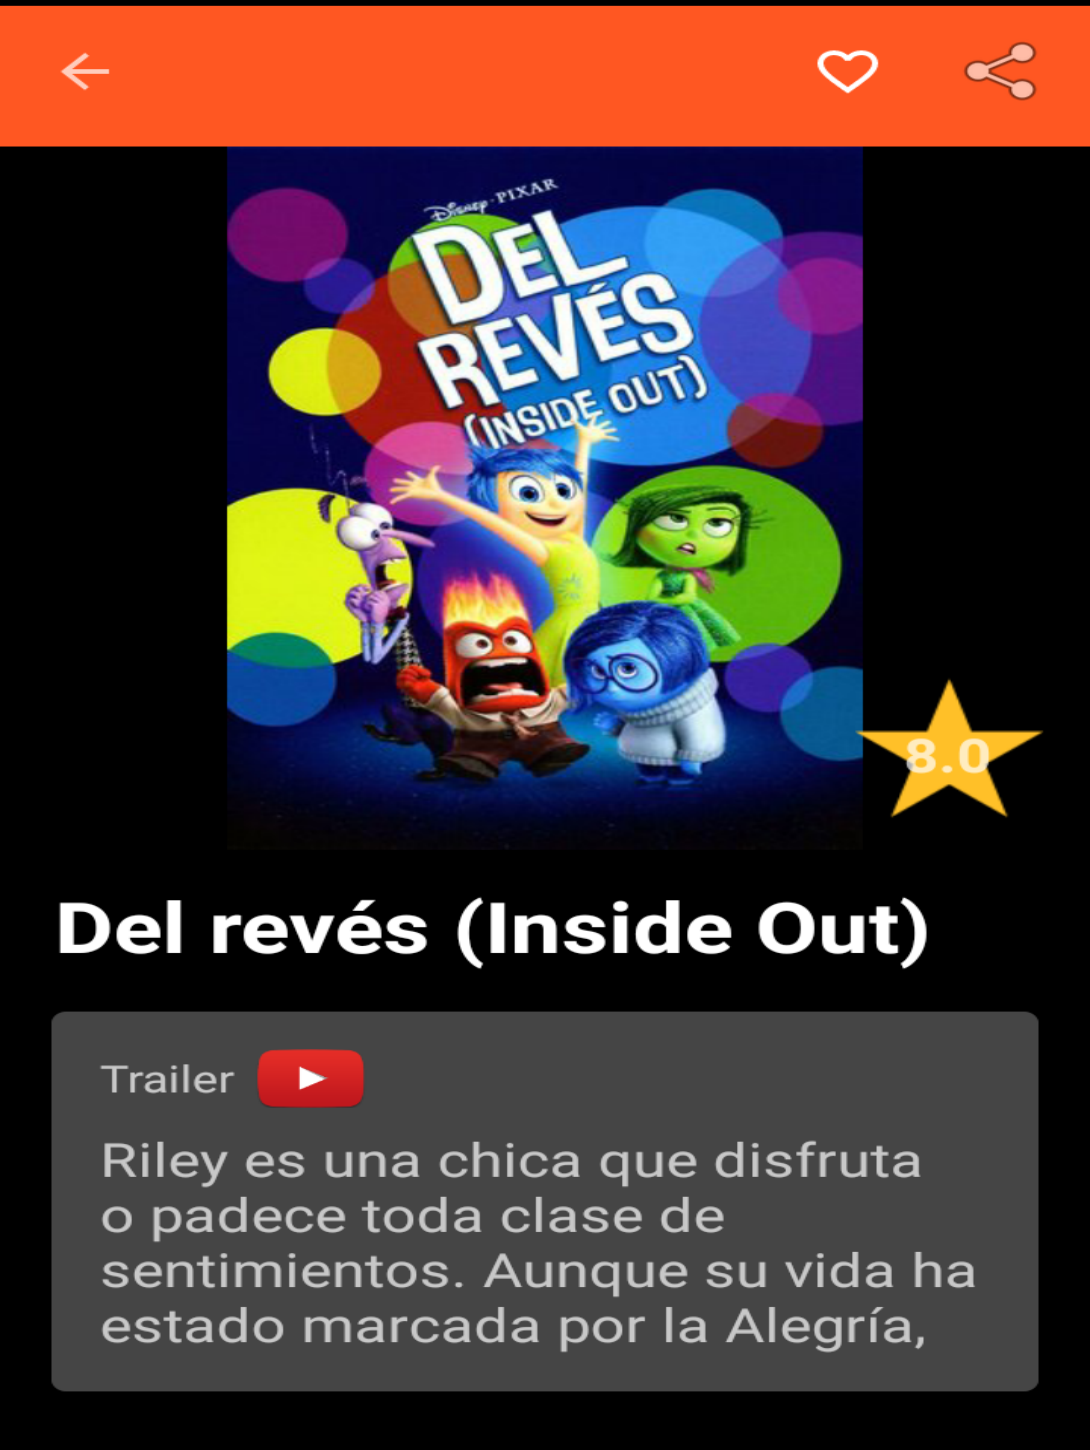 Disney · PIXAR
DEL
REVÉS
(INSIDE OUT)
8.0
Del revés (Inside Out)
Trailer
Riley es una chica que disfruta
o padece toda clase de
sentimientos. Aunque su vida ha
estado marcada por la Alegría,